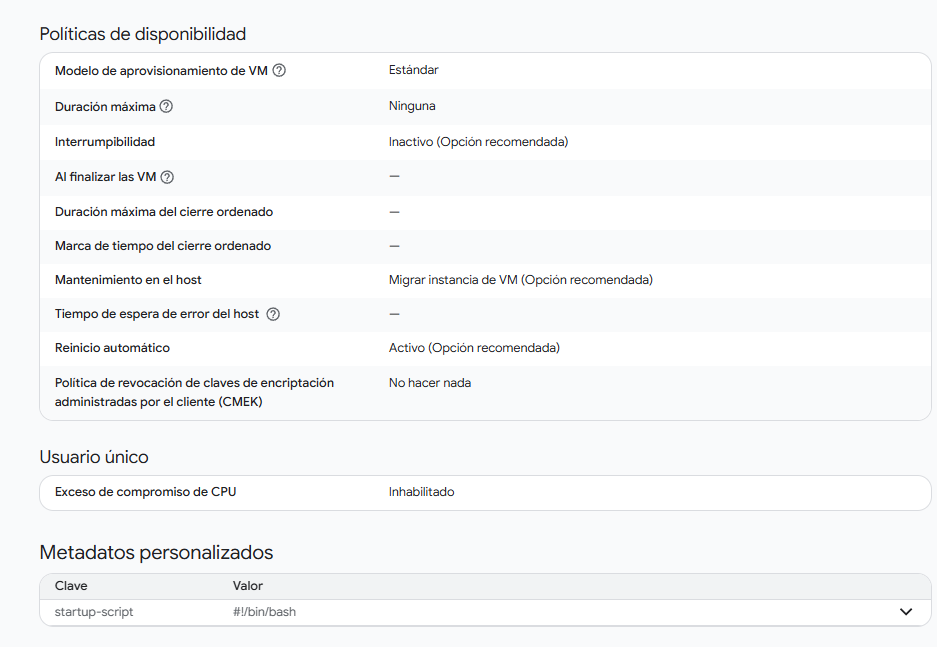 Políticas de disponibilidad
Modelo de aprovisionamiento de VM Estándar
Duración máxima Ninguna
Interrumpibilidad Inactivo (Opción recomendada)
Al finalizar las VM —
Duración máxima del cierre ordenado —
Marca de tiempo del cierre ordenado —
Mantenimiento en el host Migrar instancia de VM (Opción recomendada)
Tiempo de espera de error del host —
Reinicio automático Activo (Opción recomendada)
Política de revocación de claves de encriptación No hacer nada
administradas por el cliente (CMEK)
Usuario único
Exceso de compromiso de CPU Inhabilitado
Metadatos personalizados
Clave Valor
startup-script #!/bin/bash